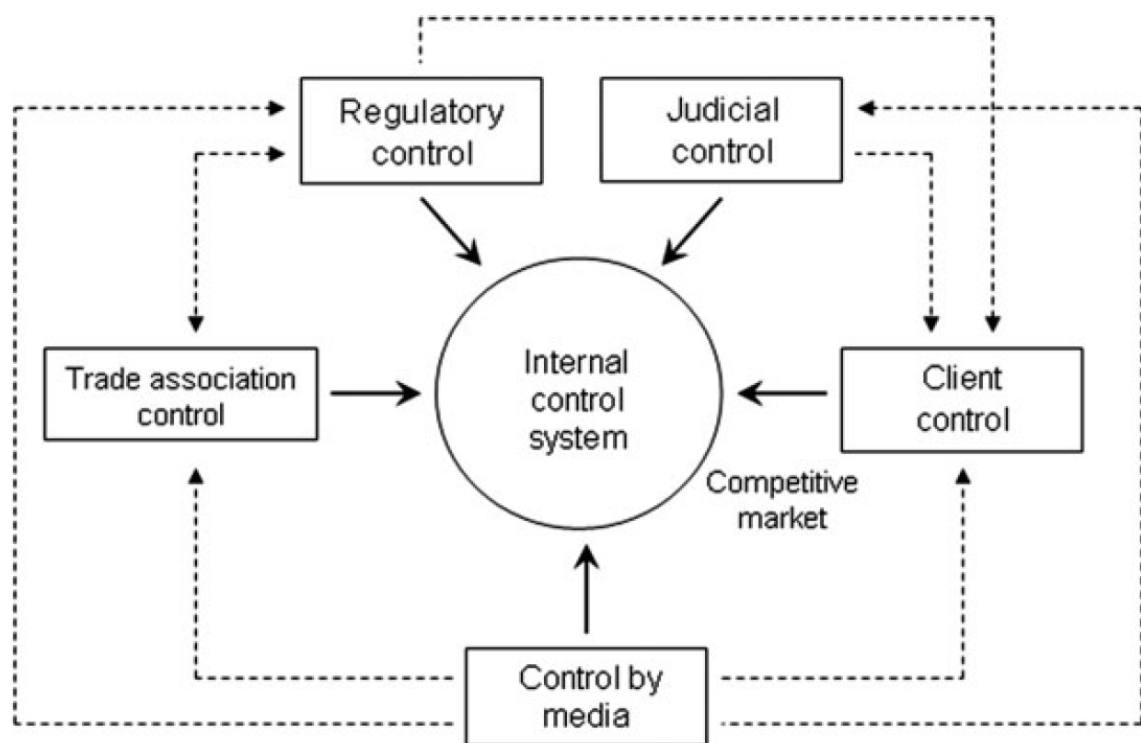 Regulatory
control
Judicial
control
Trade association
control
Internal
control
system
Client
control
Competitive
market
Control by
media